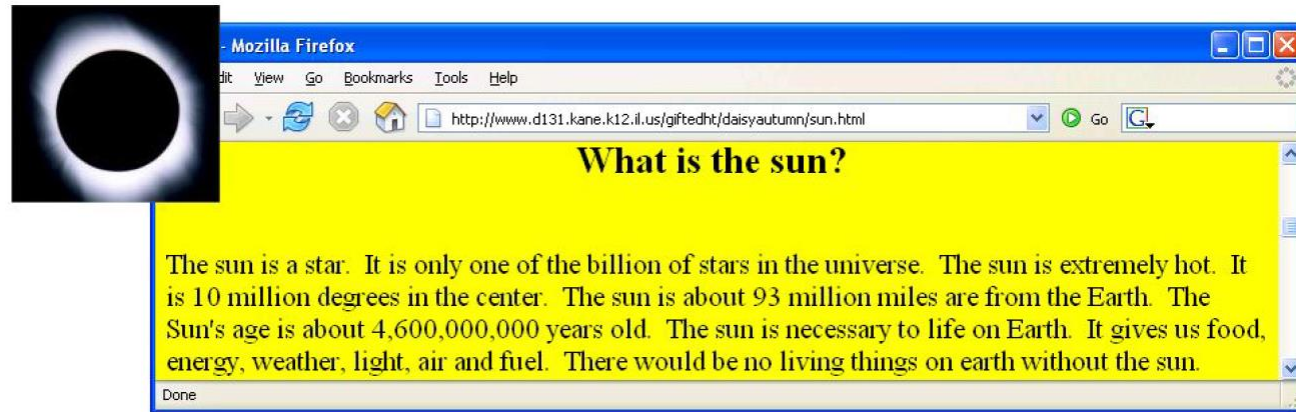 - Mozilla Firefox
dit View Go Bookmarks Tools Help
http://www.d131.kane.k12.il.us/giftedht/daisyautumn/sun.html Go G
What is the sun?
The sun is a star. It is only one of the billion of stars in the universe. The sun is extremely hot. It
is 10 million degrees in the center. The sun is about 93 million miles are from the Earth. The
Sun's age is about 4,600,000,000 years old. The sun is necessary to life on Earth. It gives us food,
energy, weather, light, air and fuel. There would be no living things on earth without the sun.
Done